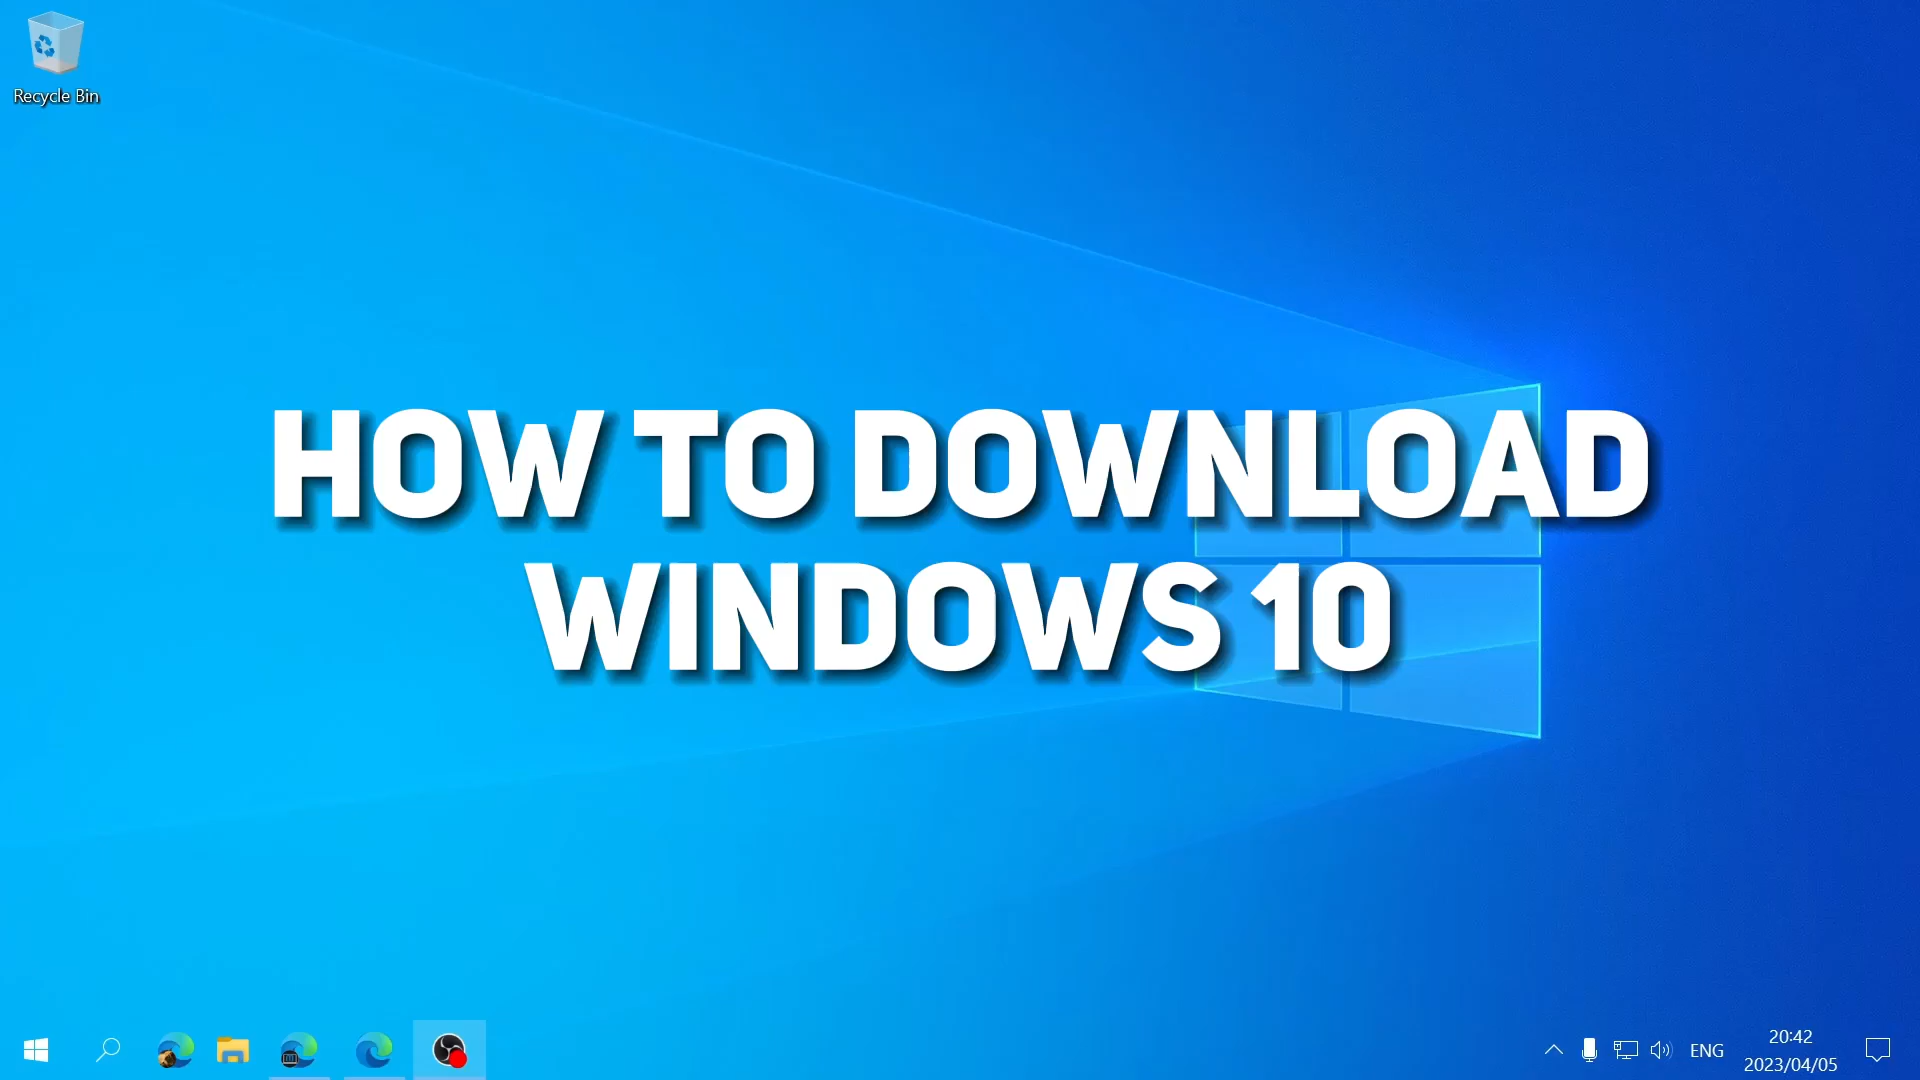 Recycle Bin
HOW TO DOWNLOAD
WINDOWS 10
ENG
20:42
2023/04/05